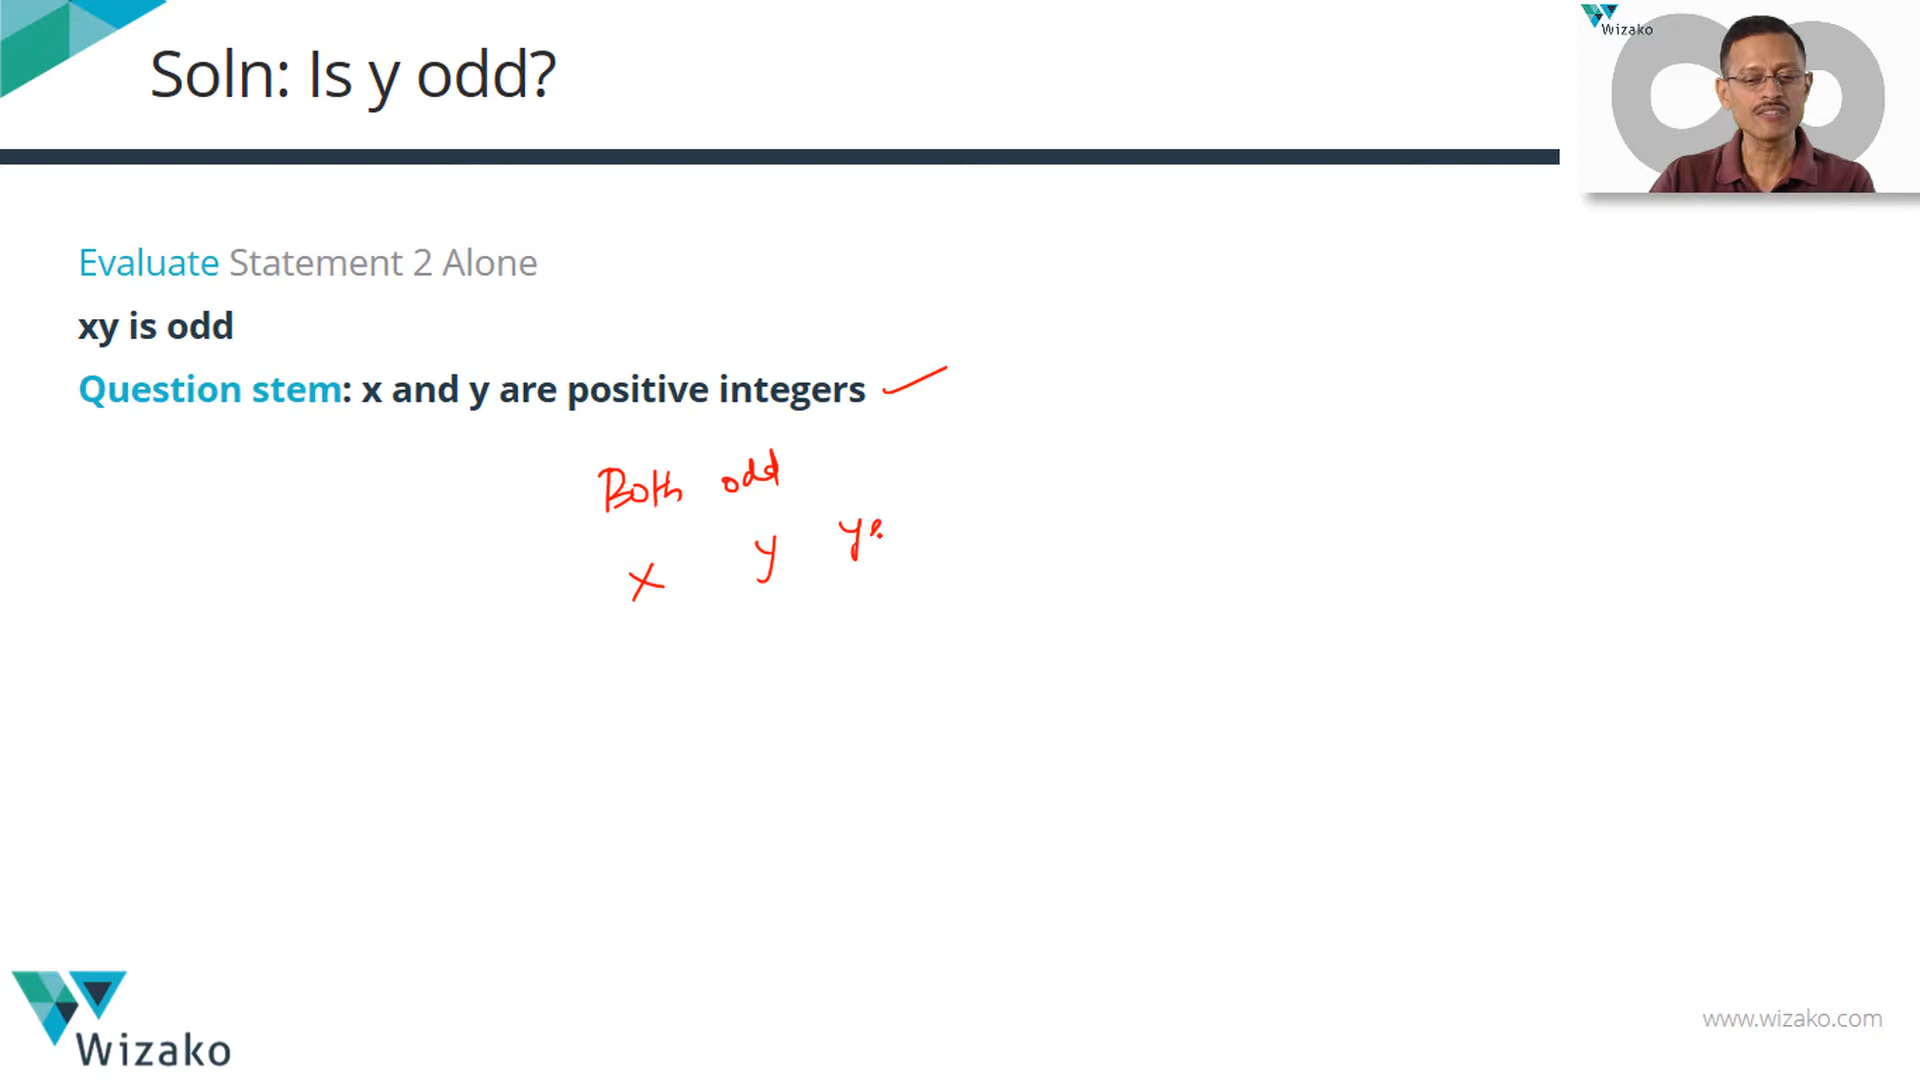 Wizako
Soln: Is y odd?
Evaluate Statement 2 Alone
xy is odd
Question stem: x and y are positive integers
Both odd
x y
Wizako
www.wizako.com